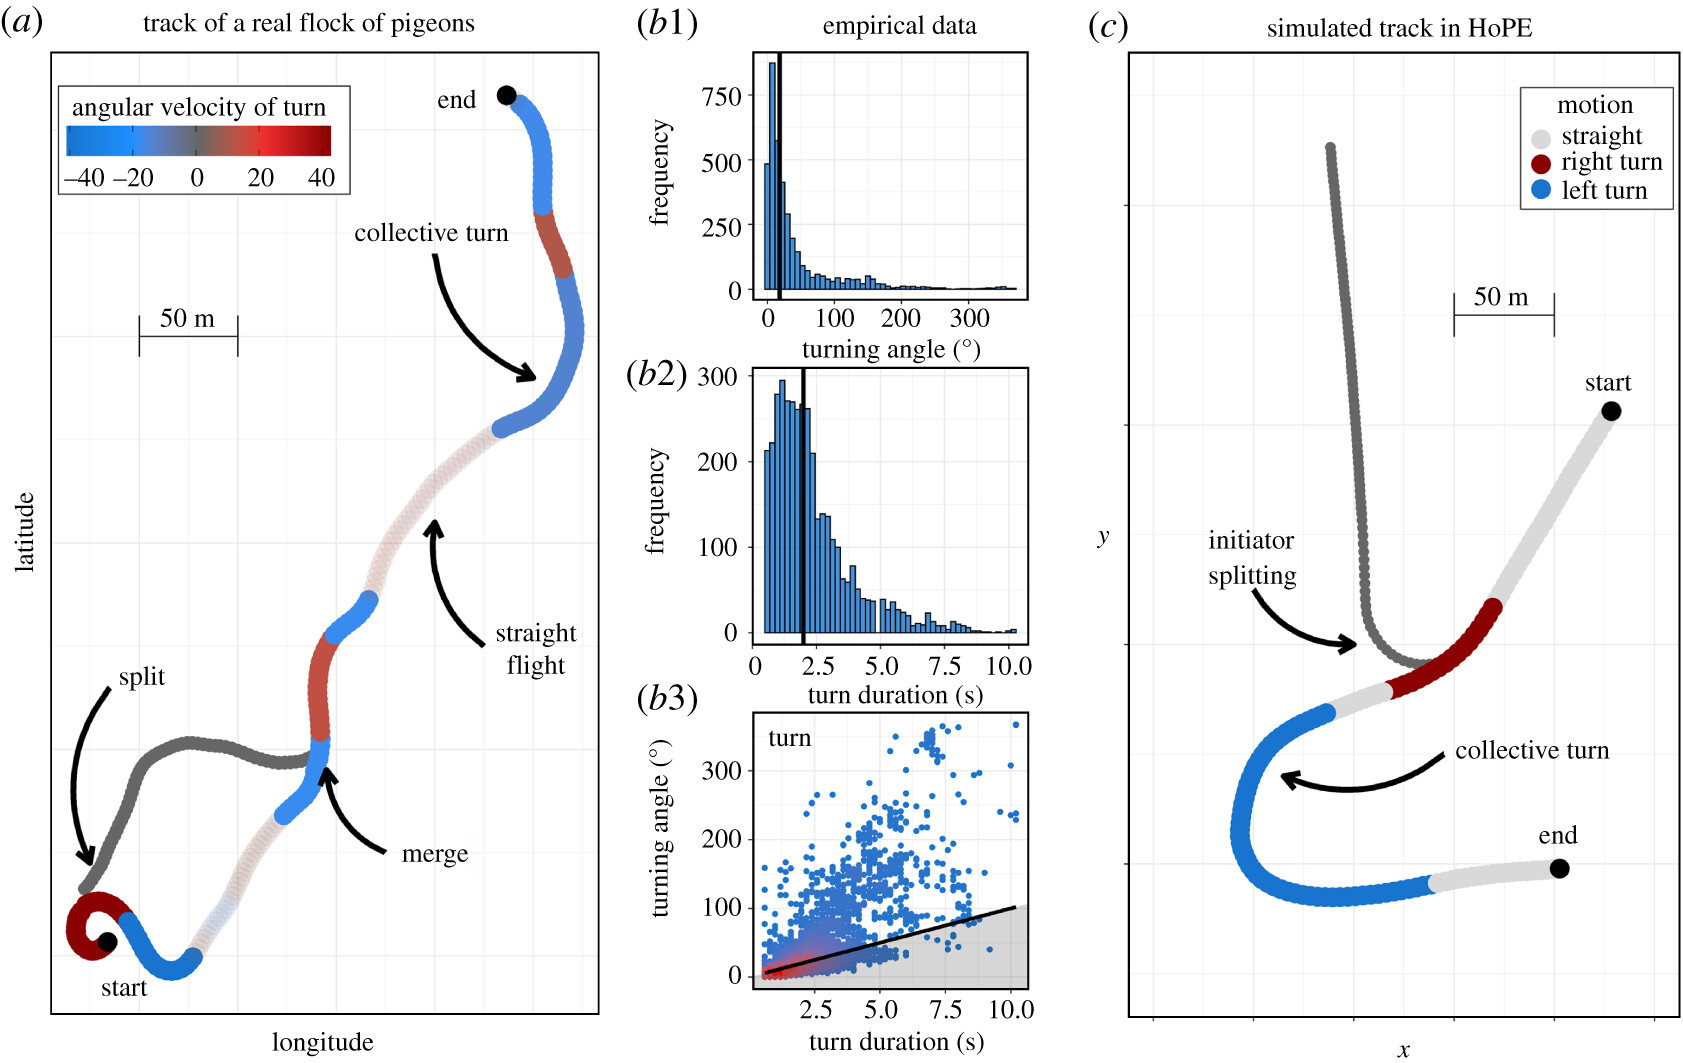 (a)
track of a real flock of pigeons
angular velocity of turn
–40 –20 0 20 40
end
collective turn
50 m
straight
flight
split
merge
start
latitude
longitude
(b1)
empirical data
750
500
250
0
frequency
0 100 200 300
turning angle (°)
(b2)
300
200
100
0
frequency
0 2.5 5.0 7.5 10.0
turn duration (s)
(b3)
turn
300
200
100
0
turning angle (°)
2.5 5.0 7.5 10.0
turn duration (s)
(c)
simulated track in HoPE
motion
straight
right turn
left turn
50 m
start
initiator
splitting
collective turn
end
y
x